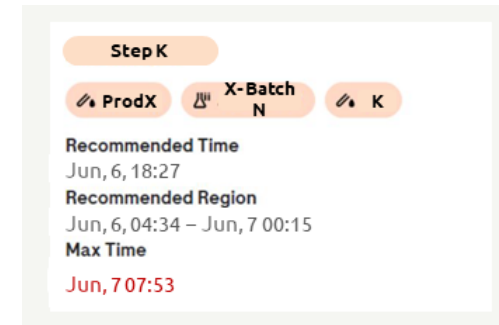 Step K
ProdX
X-Batch
N
K
Recommended Time
Jun, 6, 18:27
Recommended Region
Jun, 6, 04:34 – Jun, 7 00:15
Max Time
Jun, 7 07:53